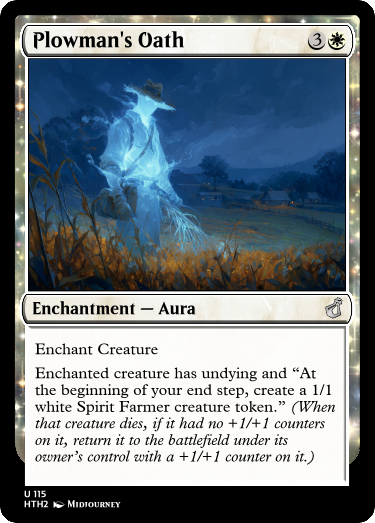 Plowman's Oath 3
Enchantment — Aura
Enchant Creature
Enchanted creature has undying and “At
the beginning of your end step, create a 1/1
white Spirit Farmer creature token.” (When
that creature dies, if it had no +1/+1 counters
on it, return it to the battlefield under its
owner’s control with a +1/+1 counter on it.)
U 115
HTH2 Midjourney